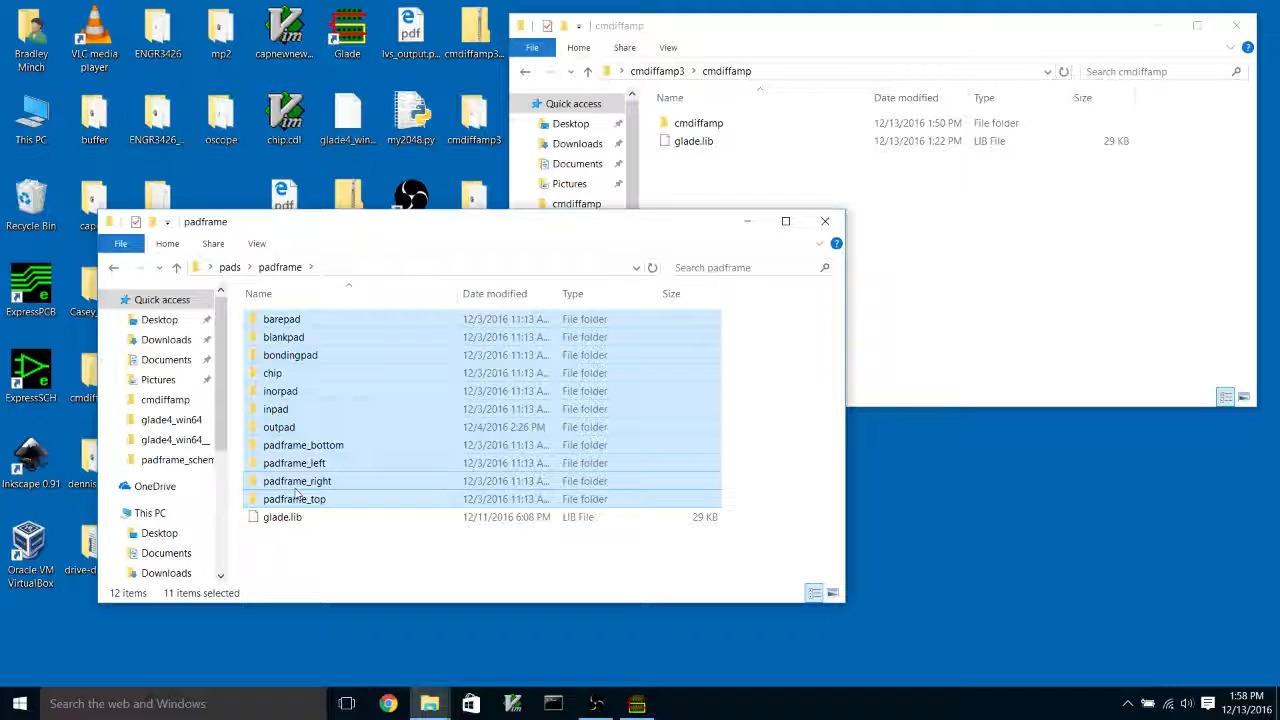 Bradley
Minch
VLC media
player
ENGR3426
mp2
capnewnew...
Glade
pdf
lvs_output.p...
cmdiffamp3...
This PC
buffer
ENGR3426_
oscope
chip.cdl
glade4_win...
my2048.py
cmdiffamp3
Recycle Bin
cap
pdf
ExpressPCB
Casey_
ExpressSCH
cmdiff
Inkscape 0.91
dennis
Oracle VM
VirtualBox
drive-d
cmdiffamp
File
Home
Share
View
cmdiffamp3 > cmdiffamp
Search cmdiffamp
Quick access
Desktop
Downloads
Documents
Pictures
cmdiffamp
Name
Date modified
Type
Size
cmdiffamp
12/13/2016 1:50 PM
File folder
glade.lib
12/13/2016 1:22 PM
LIB File
29 KB
padframe
File
Home
Share
View
pads > padframe >
Search padframe
Quick access
Desktop
Downloads
Documents
Pictures
cmdiffamp
glade4_win64
glade4_win64_
padframe_schem
OneDrive
This PC
Desktop
Documents
Downloads
Name
Date modified
Type
Size
barepad 12/3/2016 11:13 A... File folder
blankpad 12/3/2016 11:13 A... File folder
bondingpad 12/3/2016 11:13 A... File folder
chip 12/3/2016 11:13 A... File folder
inorpad 12/3/2016 11:13 A... File folder
inpad 12/3/2016 11:13 A... File folder
outpad 12/4/2016 2:26 PM File folder
padframe_bottom 12/3/2016 11:13 A... File folder
padframe_left 12/3/2016 11:13 A... File folder
padframe_right 12/3/2016 11:13 A... File folder
padframe_top 12/3/2016 11:13 A... File folder
glade.lib 12/11/2016 6:08 PM LIB File 29 KB
12 items 11 items selected
Search the web and Windows
1:58 PM
12/13/2016